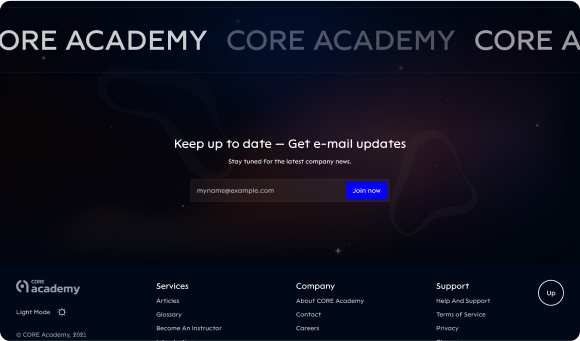 ORE ACADEMY CORE ACADEMY CORE A
Keep up to date — Get e-mail updates
Stay tuned for the latest company news.
myname@example.com Join now
CORE
academy
Light Mode
© CORE Academy, 2021
Services
Articles
Glossary
Become An Instructor
Company
About CORE Academy
Contact
Careers
Support
Help And Support
Terms of Service
Privacy
Up